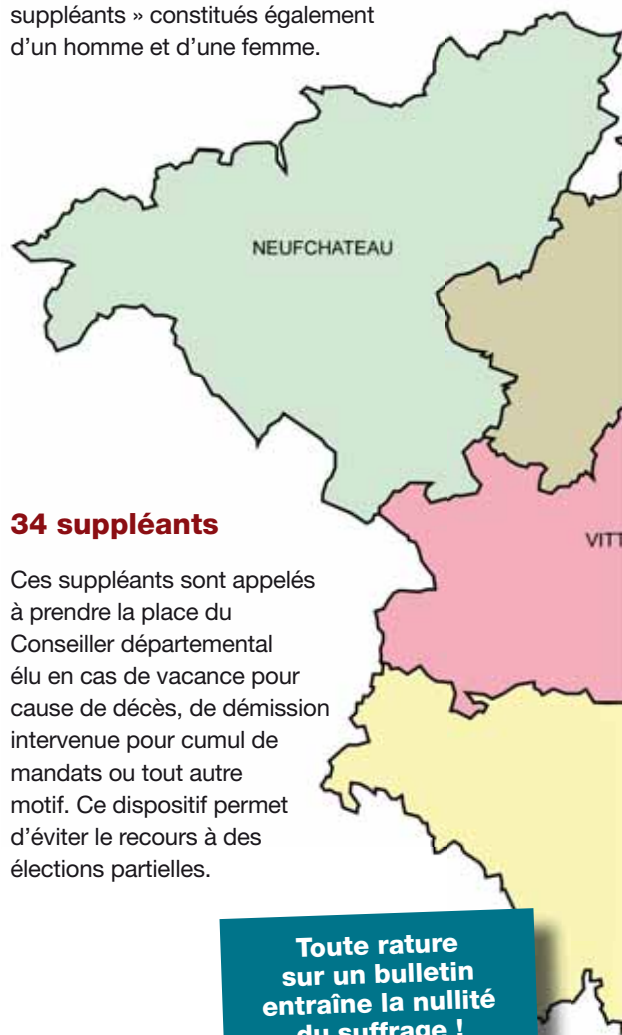 suppléants » constitués également
d'un homme et d'une femme.
NEUFCHATEAU
VITT
34 suppléants
Ces suppléants sont appelés
à prendre la place du
Conseiller départemental
élu en cas de vacance pour
cause de décès, de démission
intervenue pour cumul de
mandats ou tout autre
motif. Ce dispositif permet
d'éviter le recours à des
élections partielles.
Toute rature
sur un bulletin
entraîne la nullité
du suffrage !